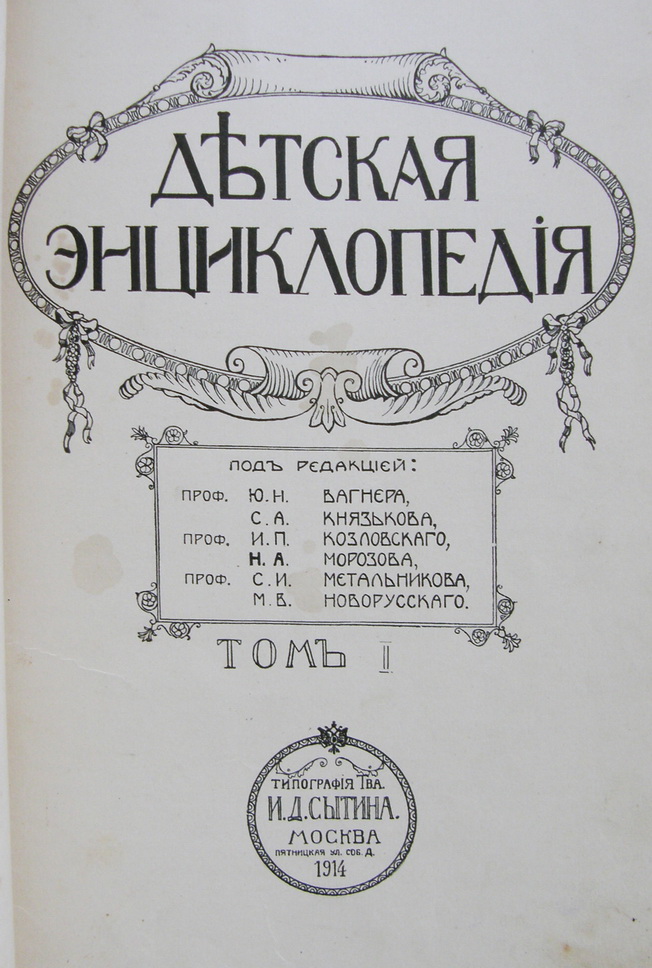 ДѢТСКАЯ
ЭНЦИКЛОПЕДІЯ
ПОДЪ РЕДАКЦІЕЙ:
ПРОФ. Ю. Н. ВАГНЕРА,
С. А. КНЯЗЬКОВА,
ПРОФ. И. П. КОЗЛОВСКАГО,
Н. А. МОРОЗОВА,
ПРОФ. С. И. МЕТАЛЬНИКОВА,
М. В. НОВОРУССКАГО.
ТОМЪ I
ТИПОГРАФІЯ ТВА.
И. Д. СЫТИНА.
МОСКВА
ПЯТНИЦКАЯ УЛ. СОБ. Д.
1914